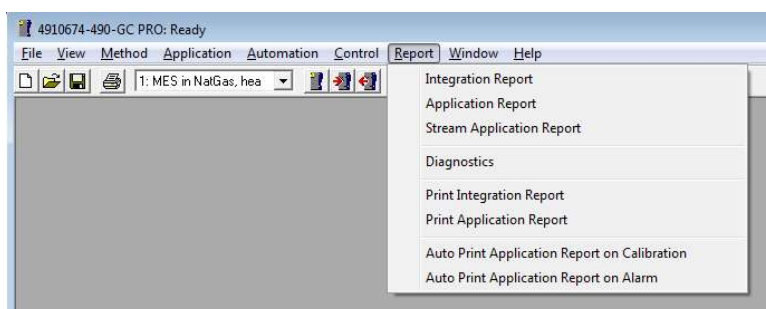 4910674-490-GC PRO: Ready
File View Method Application Automation Control Report Window Help
1: MES in NatGas, hea
Integration Report
Application Report
Stream Application Report
Diagnostics
Print Integration Report
Print Application Report
Auto Print Application Report on Calibration
Auto Print Application Report on Alarm